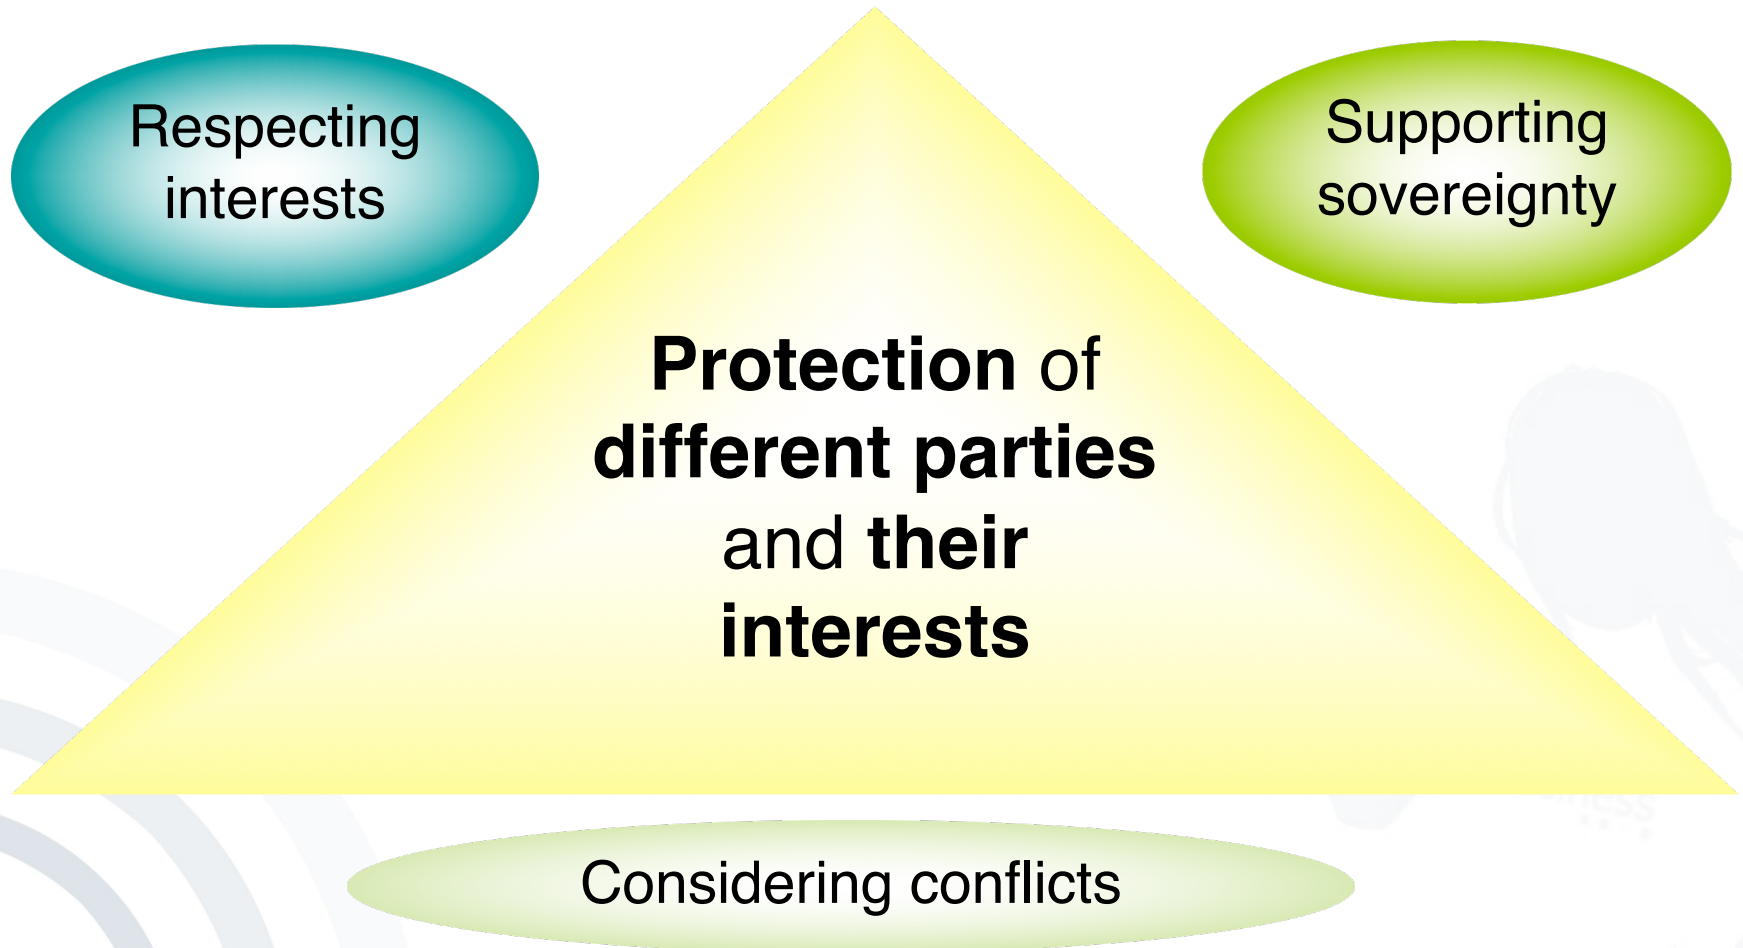 Respecting
interests
Supporting
sovereignty
Protection of
different parties
and their
interests
Considering conflicts